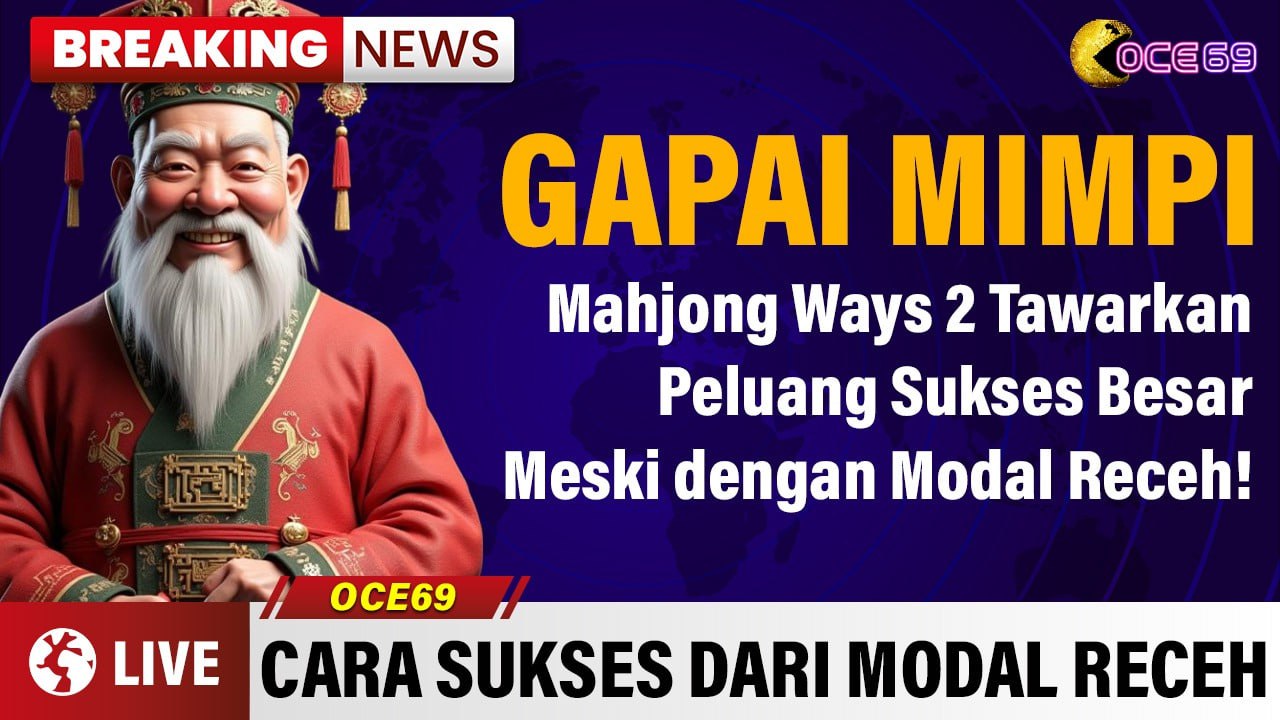 BREAKING NEWS
OCE69
GAPAI MIMPI
Mahjong Ways 2 Tawarkan
Peluang Sukses Besar
Meski dengan Modal Receh!
OCE69
LIVE
CARA SUKSES DARI MODAL RECEH